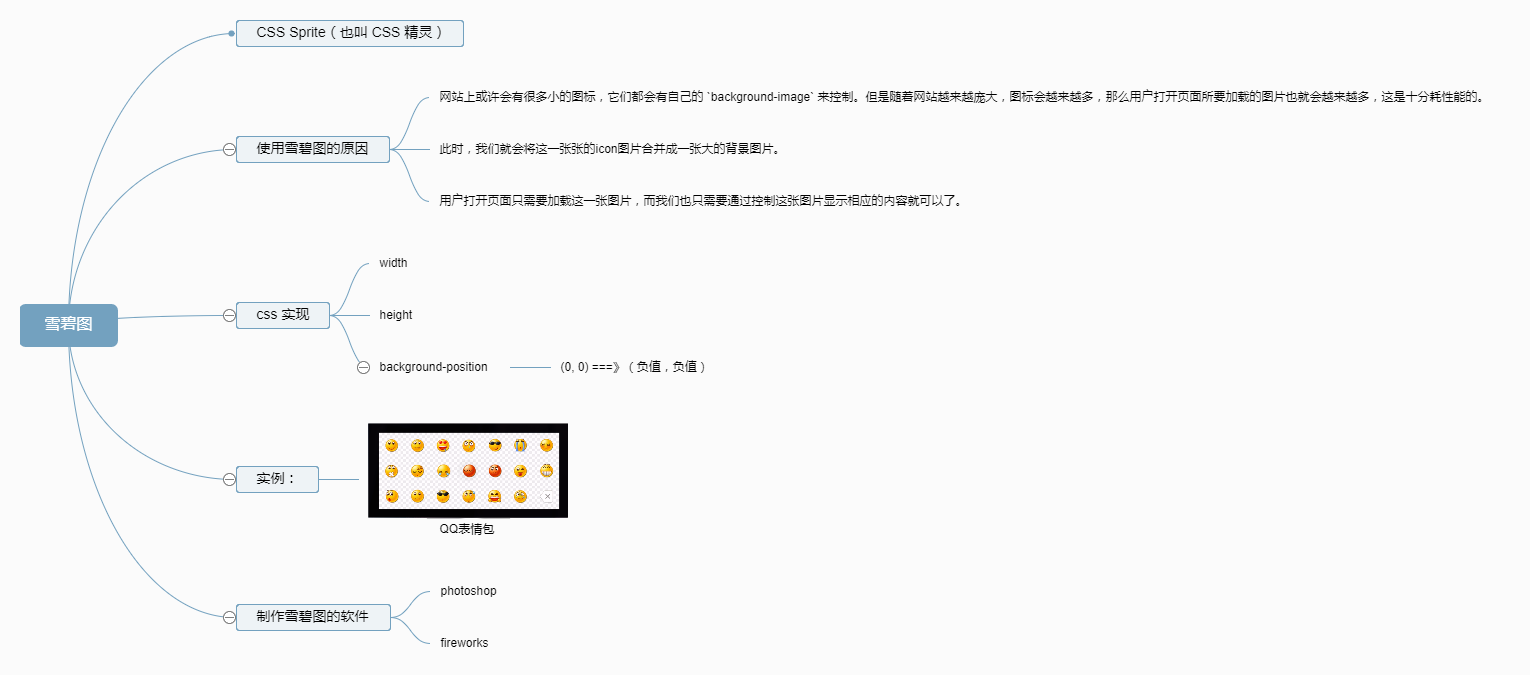 CSS Sprite（也叫 CSS 精灵）
网站上或许会有很多小的图标，它们都会有自己的 `background-image` 来控制。但是随着网站越来越庞大，图标会越来越多，那么用户打开页面所要加载的图片也就会越来越多，这是十分耗性能的。
使用雪碧图的原因
此时，我们就会将这一张张的icon图片合并成一张大的背景图片。
用户打开页面只需要加载这一张图片，而我们也只需要通过控制这张图片显示相应的内容就可以了。
雪碧图
width
css 实现
height
background-position
(0, 0) ===》（负值，负值）
实例：
QQ表情包
制作雪碧图的软件
photoshop
fireworks